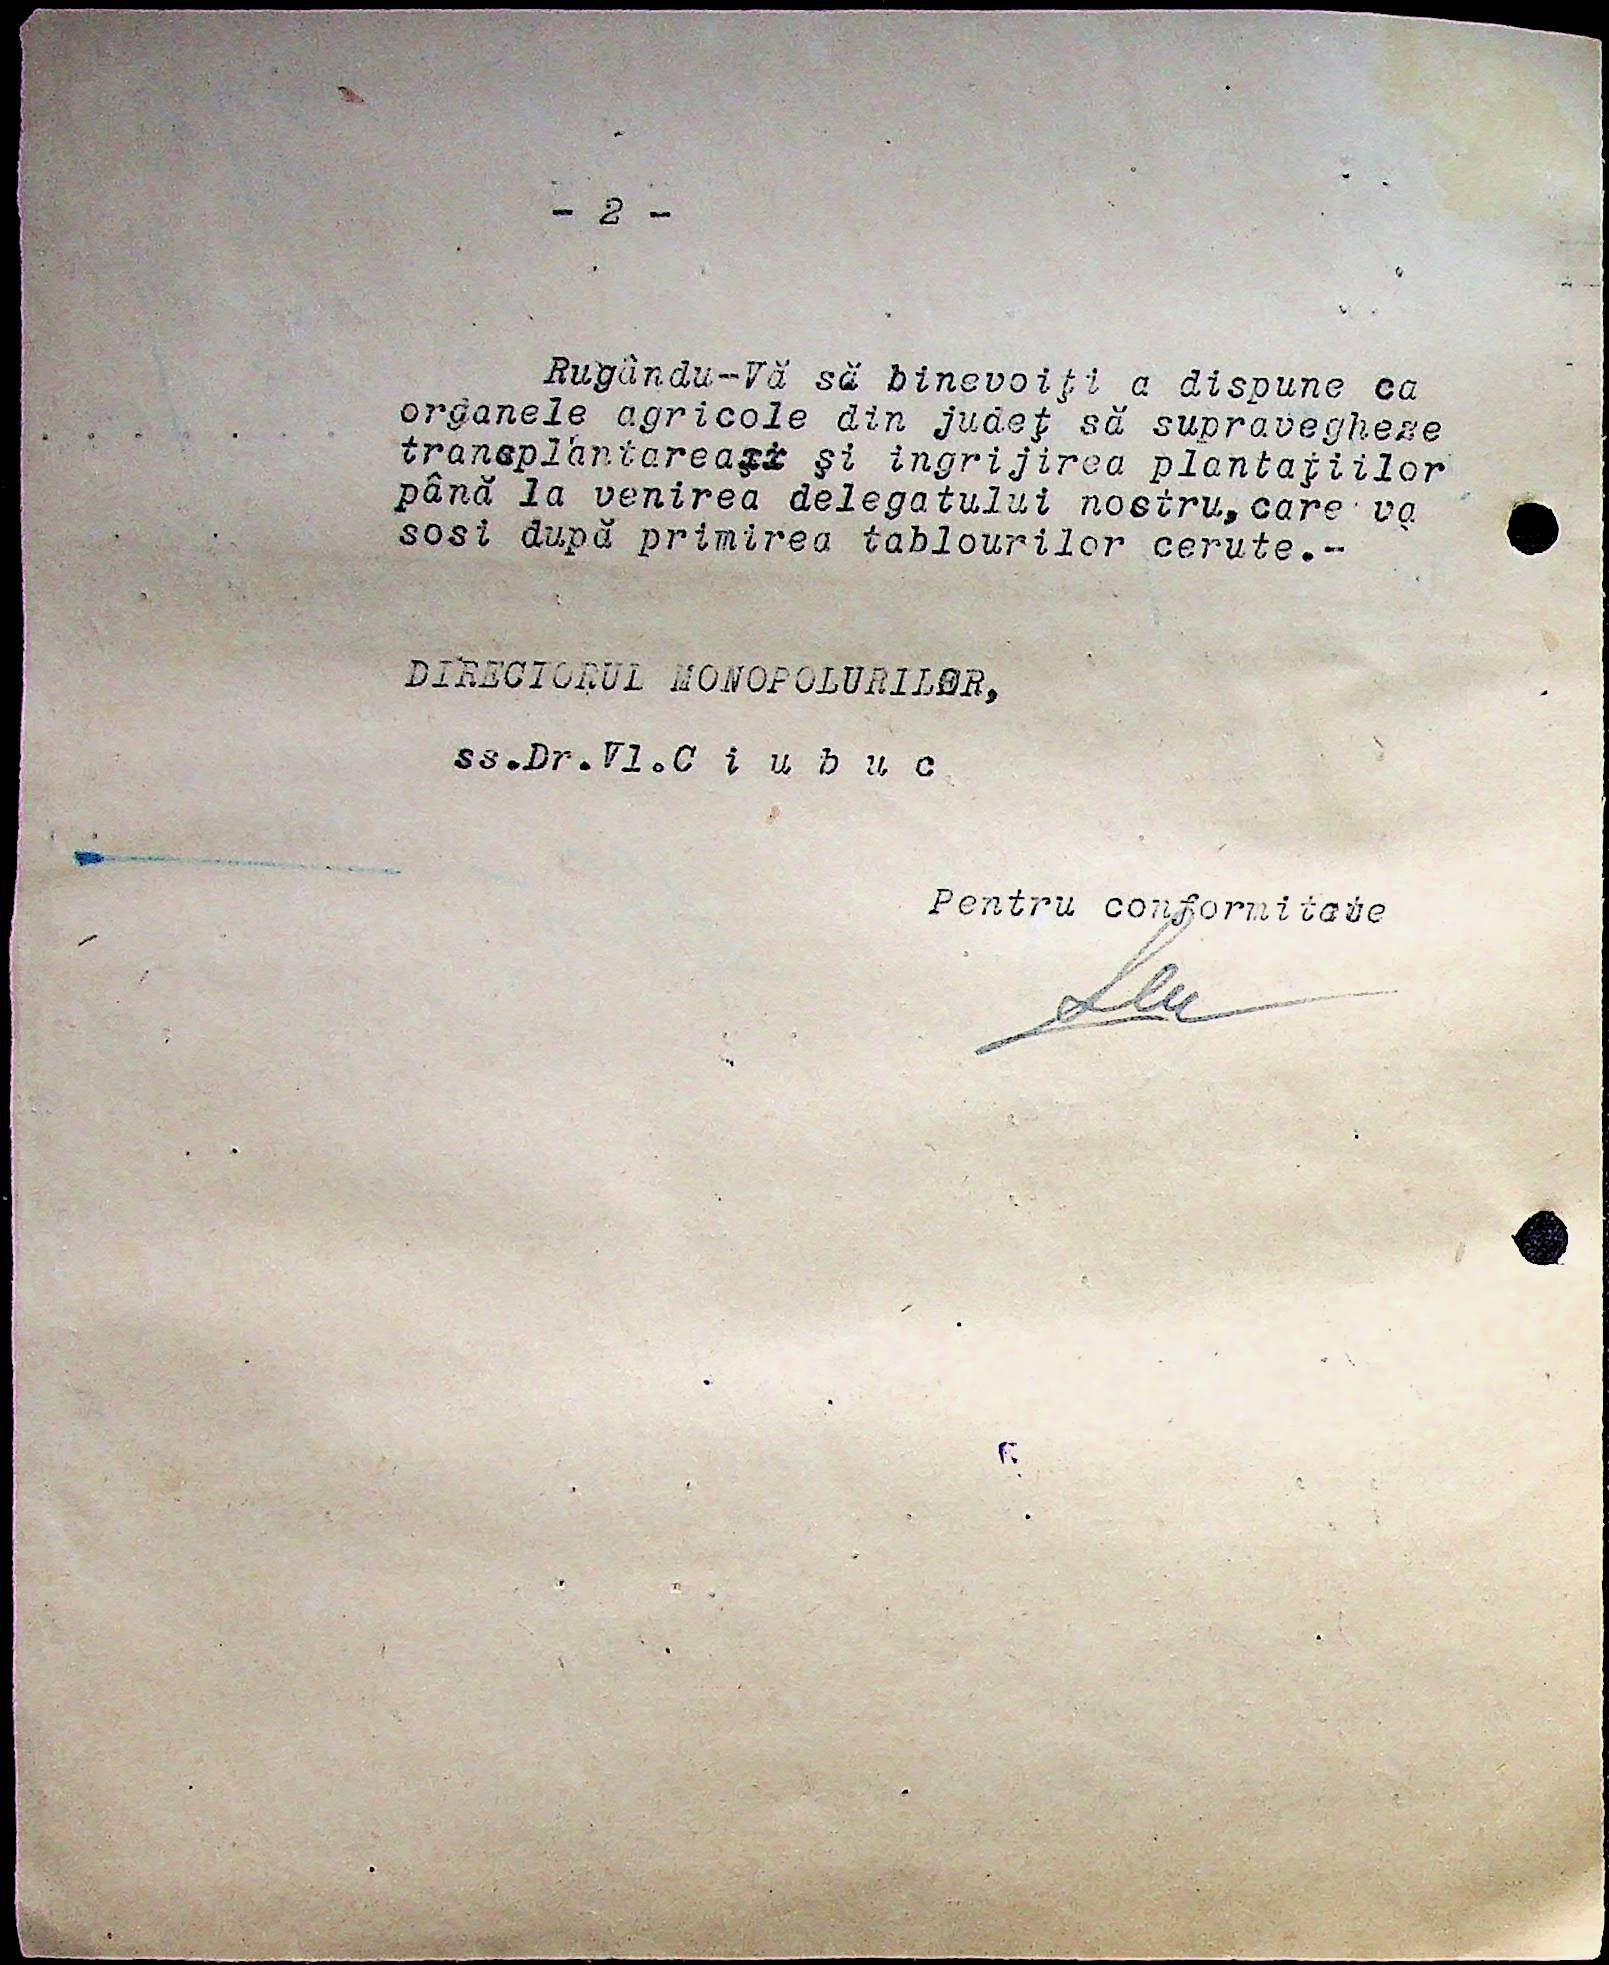 - 2 -
Rugându-Vă să binevoiţi a dispune ca
organele agricole din judeţ să supravegheze
transplantarea şi ingrijirea plantaţiilor
până la venirea delegatului nostru, care va
sosi după primirea tablourilor cerute.-
DIRECTORUL MONOPOLURILOR,
ss.Dr.Vl.C i u b u c
Pentru conformitate